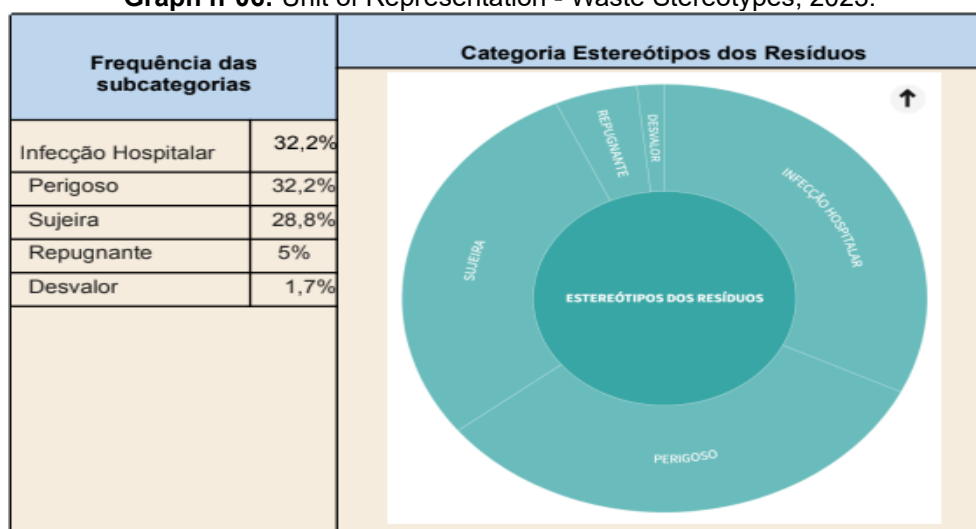 Graph nº06: Unit of Representation - Waste Stereotypes, 2023.
Frequência das
subcategorias
Categoria Estereótipos dos Resíduos
Infecção Hospitalar 32,2%
Perigoso 32,2%
Sujeira 28,8%
Repugnante 5%
Desvalor 1,7%
REPUGNANTE
DESVALOR
INFECÇÃO HOSPITALAR
SUJEIRA
ESTEREÓTIPOS DOS RESÍDUOS
PERIGOSO